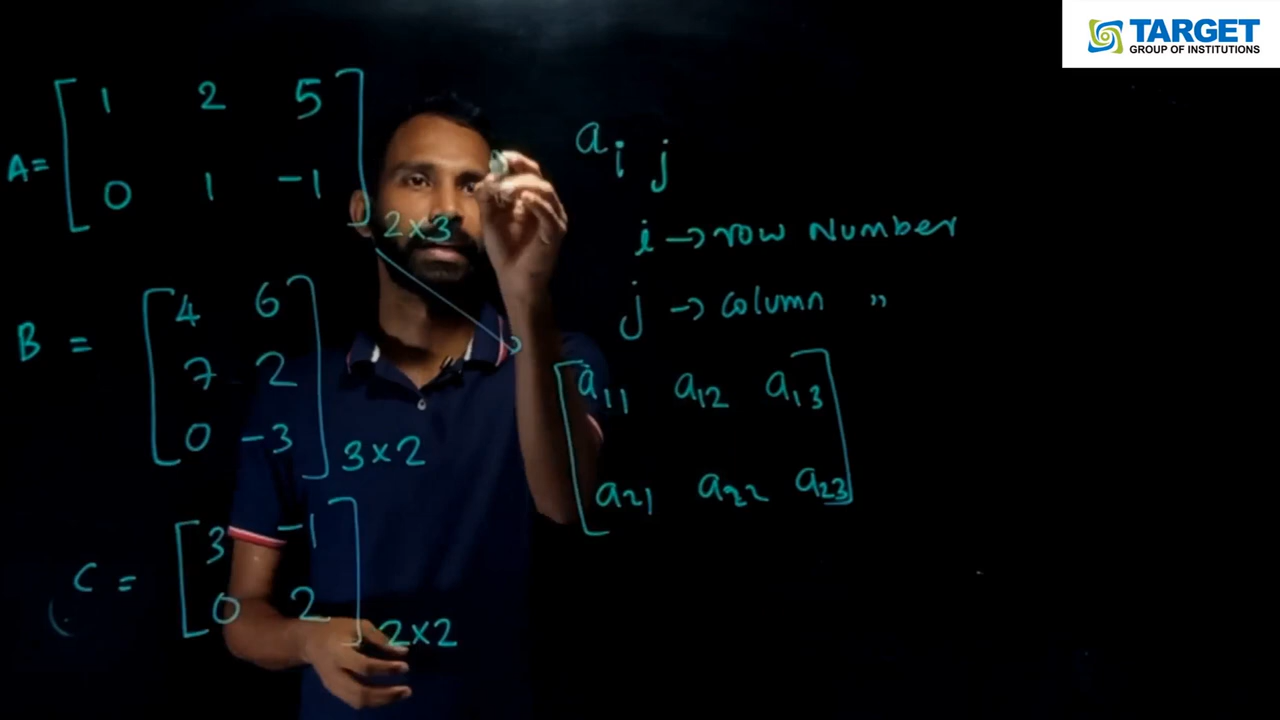 TARGET
GROUP OF INSTITUTIONS
A= [ 1 2 5
0 1 -1 ] 2×3
B = [ 4 6
7 2
0 -3 ] 3×2
C = [ 3 -1
0 2 ] 2×2
a i j
i → row Number
j → column "
[ a11 a12 a13
a21 a22 a23 ]